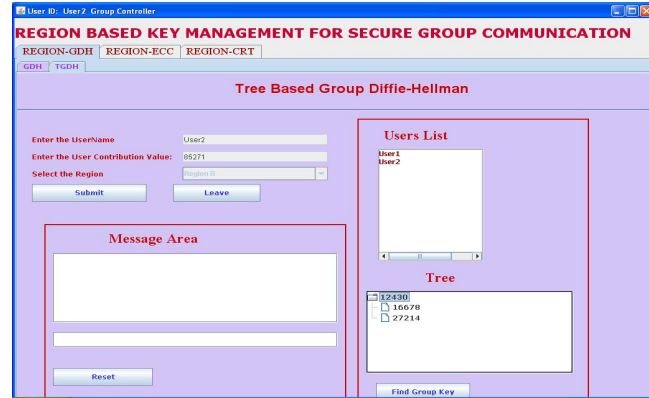 User ID: User2 Group Controller
REGION BASED KEY MANAGEMENT FOR SECURE GROUP COMMUNICATION
REGION-GDH REGION-ECC REGION-CRT
GDH TGDH
Tree Based Group Diffie-Hellman
Enter the UserName User2
Enter the User Contribution Value: 85271
Select the Region Region B
Submit Leave
Message Area
Reset
Users List
User1
User2
Tree
12430
16678
27214
Find Group Key